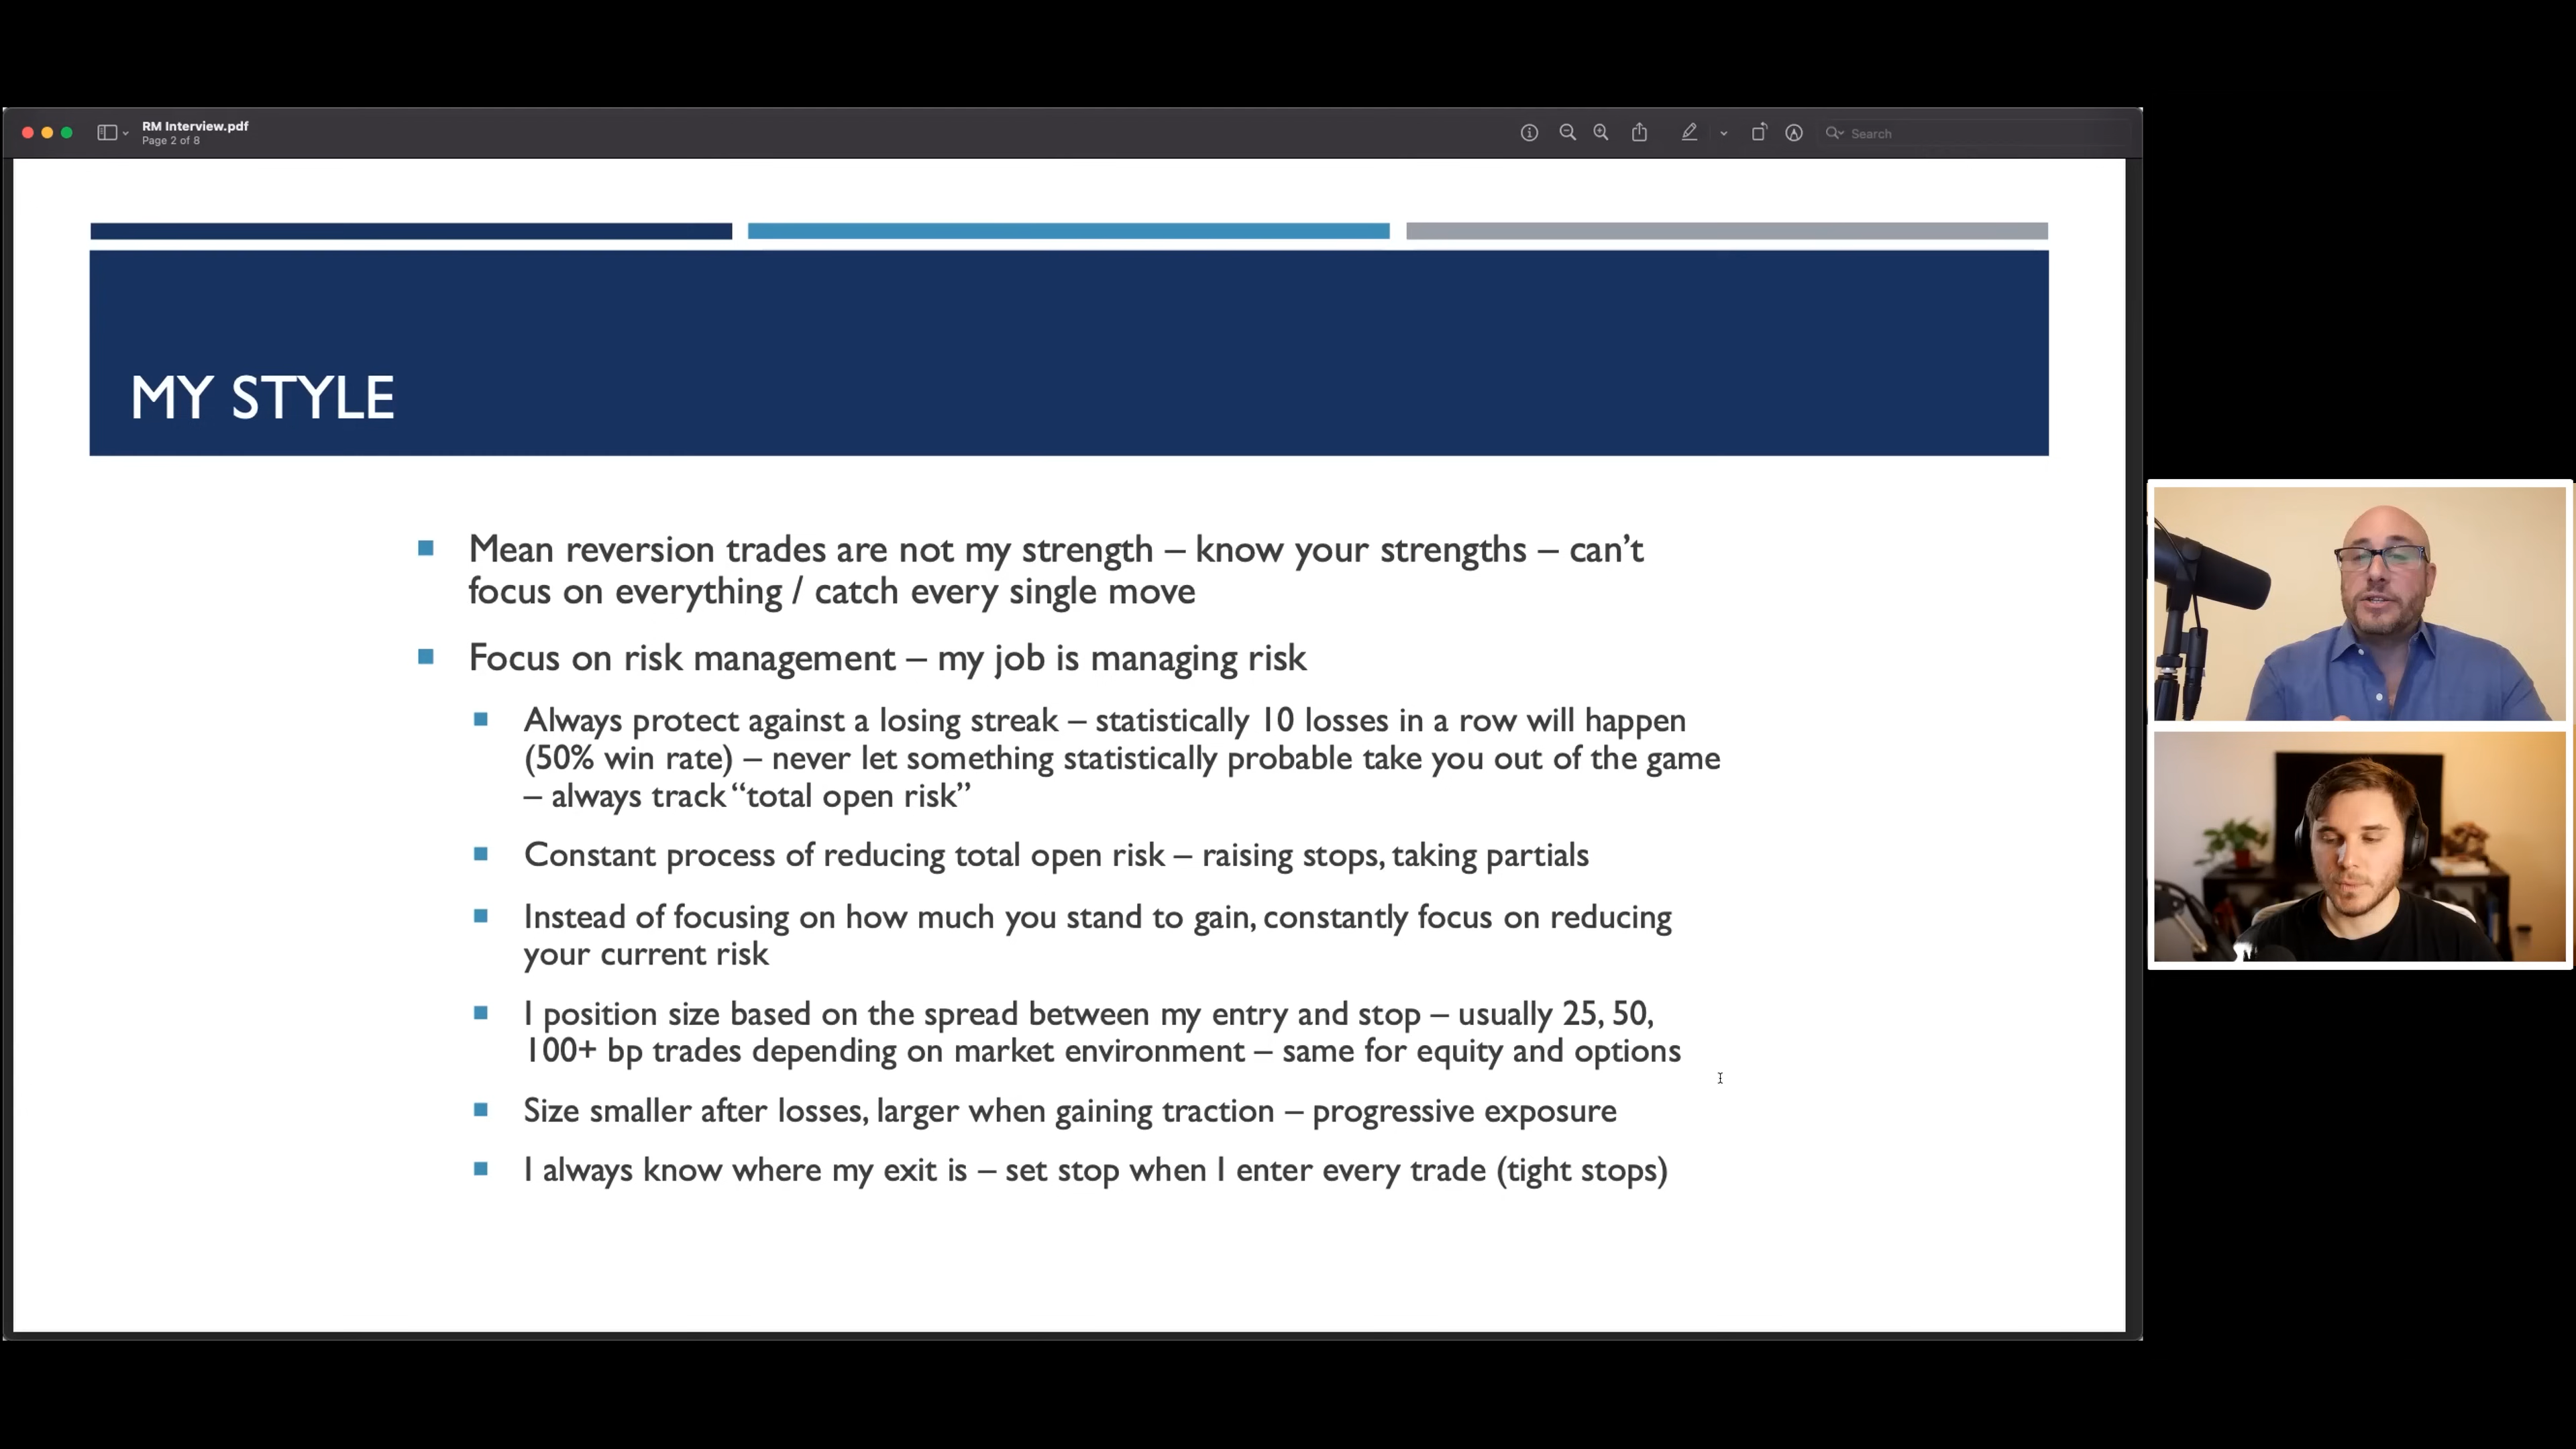 RM Interview.pdf
Page 2 of 8
Search
MY STYLE
Mean reversion trades are not my strength – know your strengths – can’t
focus on everything / catch every single move
Focus on risk management – my job is managing risk
Always protect against a losing streak – statistically 10 losses in a row will happen
(50% win rate) – never let something statistically probable take you out of the game
– always track “total open risk”
Constant process of reducing total open risk – raising stops, taking partials
Instead of focusing on how much you stand to gain, constantly focus on reducing
your current risk
I position size based on the spread between my entry and stop – usually 25, 50,
100+ bp trades depending on market environment – same for equity and options
Size smaller after losses, larger when gaining traction – progressive exposure
I always know where my exit is – set stop when I enter every trade (tight stops)